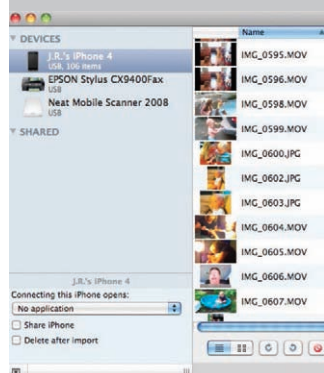 Name
DEVICES
J.R.'s iPhone 4
USB, 106 items
EPSON Stylus CX9400Fax
USB
Neat Mobile Scanner 2008
USB
SHARED
IMG_0595.MOV
IMG_0596.MOV
IMG_0598.MOV
IMG_0599.MOV
IMG_0600.JPG
IMG_0602.JPG
IMG_0603.JPG
IMG_0604.MOV
IMG_0605.MOV
IMG_0606.MOV
IMG_0607.MOV
J.R.'s iPhone 4
Connecting this iPhone opens:
No application
Share iPhone
Delete after import